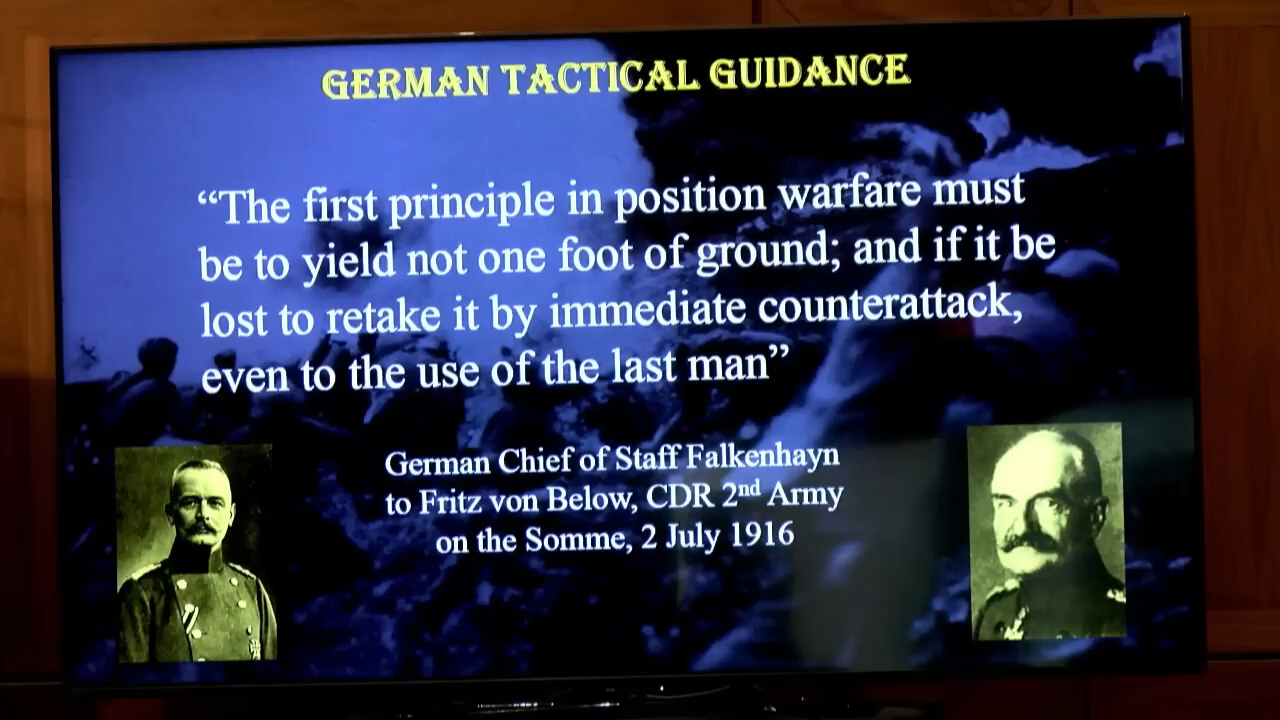 GERMAN TACTICAL GUIDANCE
“The first principle in position warfare must
be to yield not one foot of ground; and if it be
lost to retake it by immediate counterattack,
even to the use of the last man”
German Chief of Staff Falkenhayn
to Fritz von Below, CDR 2nd Army
on the Somme, 2 July 1916